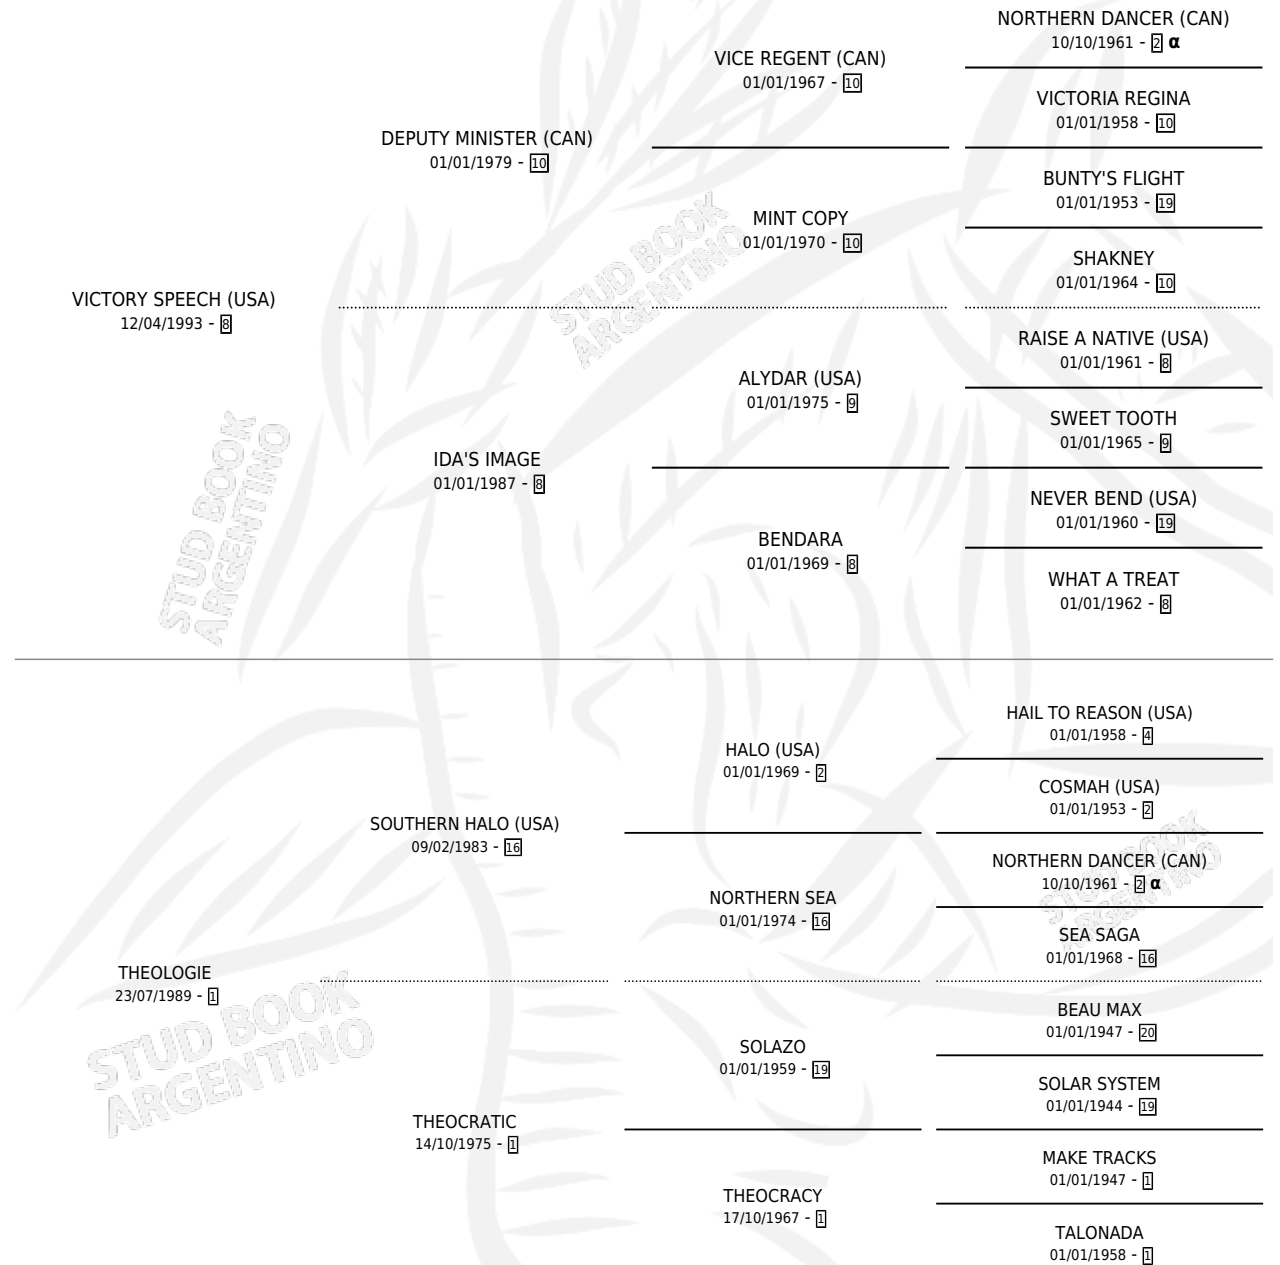 NORTHERN DANCER (CAN)
10/10/1961 - 2 α
VICE REGENT (CAN)
01/01/1967 - 10
VICTORIA REGINA
01/01/1958 - 10
DEPUTY MINISTER (CAN)
01/01/1979 - 10
BUNTY'S FLIGHT
01/01/1953 - 19
MINT COPY
01/01/1970 - 10
SHAKNEY
01/01/1964 - 10
VICTORY SPEECH (USA)
12/04/1993 - 8
RAISE A NATIVE (USA)
01/01/1961 - 8
ALYDAR (USA)
01/01/1975 - 9
SWEET TOOTH
01/01/1965 - 9
IDA'S IMAGE
01/01/1987 - 8
NEVER BEND (USA)
01/01/1960 - 19
BENDARA
01/01/1969 - 8
WHAT A TREAT
01/01/1962 - 8
HAIL TO REASON (USA)
01/01/1958 - 4
HALO (USA)
01/01/1969 - 2
COSMAH (USA)
01/01/1953 - 2
SOUTHERN HALO (USA)
09/02/1983 - 16
NORTHERN DANCER (CAN)
10/10/1961 - 2 α
NORTHERN SEA
01/01/1974 - 16
SEA SAGA
01/01/1968 - 16
THEOLOGIE
23/07/1989 - 1
BEAU MAX
01/01/1947 - 20
SOLAZO
01/01/1959 - 19
SOLAR SYSTEM
01/01/1944 - 19
THEOCRATIC
14/10/1975 - 1
MAKE TRACKS
01/01/1947 - 1
THEOCRACY
17/10/1967 - 1
TALONADA
01/01/1958 - 1
STUD BOOK
ARGENTINO
STUD BOOK
ARGENTINO
STUD BOOK
ARGENTINO
STUD BOOK
ARGENTINO